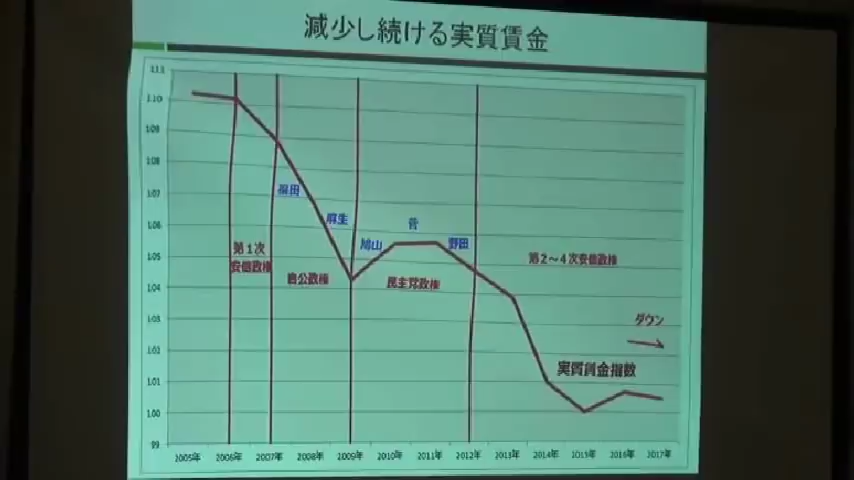 減少し続ける実質賃金
1.11
1.10
1.09
1.08
1.07
1.06
1.05
1.04
1.03
1.02
1.01
1.00
99
福田
麻生
鳩山
菅
野田
第1次
安倍政権
自公政権
民主党政権
第2~4次安倍政権
ダウン
実質賃金指数
2005年
2006年
2007年
2008年
2009年
2010年
2011年
2012年
2013年
2014年
2015年
2016年
2017年